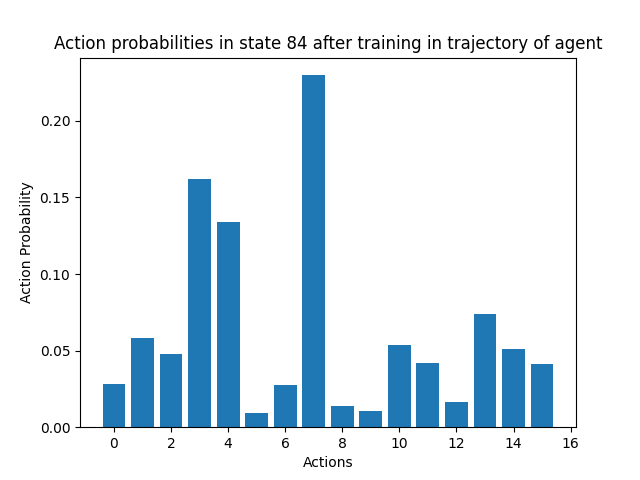 Action probabilities in state 84 after training in trajectory of agent
0.20
0.15
0.10
0.05
0.00
Action Probability
0 2 4 6 8 10 12 14 16
Actions